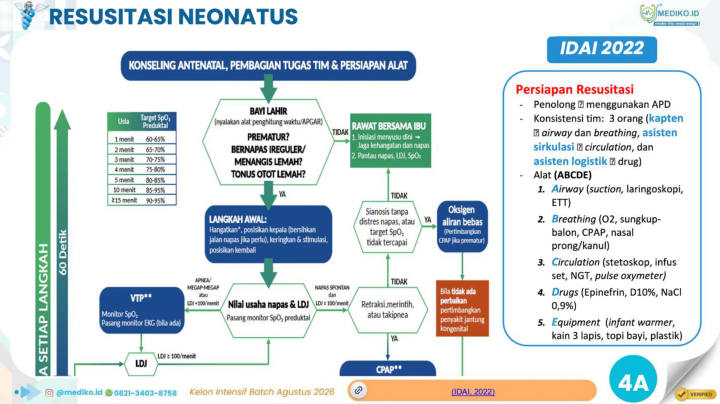 RESUSITASI NEONATUS
MEDIKO.ID
IDAI 2022
KONSELING ANTENATAL, PEMBAGIAN TUGAS TIM & PERSIAPAN ALAT
Usia
Target SpO₂ Preduktal
1 menit 60-65%
2 menit 65-70%
3 menit 70-75%
4 menit 75-80%
5 menit 80-85%
10 menit 85-95%
≥15 menit 90-95%
BAYI LAHIR
(nyalakan alat penghitung waktu/APGAR)
PREMATUR?
BERNAPAS IREGULER/
MENANGIS LEMAH?
TONUS OTOT LEMAH?
TIDAK
RAWAT BERSAMA IBU
1. Inisiasi menyusu dini →
Jaga kehangatan dan napas
2. Pantau napas, LDJ, SpO₂
YA
LANGKAH AWAL:
Hangatkan*, posisikan kepala (bersihkan
jalan napas jika perlu), keringkan & stimulasi,
posisikan kembali
TIDAK
Sianosis tanpa
distres napas, atau
target SpO₂
tidak tercapai
YA
Oksigen
aliran bebas
(Pertimbangkan
CPAP jika prematur)
APNEA/
MEGAP-MEGAP
atau
LDJ <100/menit
NAPAS SPONTAN
dan
LDJ ≥ 100/menit
TIDAK
VTP**
Monitor SpO₂
Pasang monitor EKG (bila ada)
Nilai usaha napas & LDJ
Pasang monitor SpO₂ preduktal
Retraksi,merintih,
atau takipnea
Bila tidak ada
perbaikan
pertimbangkan
penyakit jantung
kongenital
LDJ
LDJ ≥ 100/menit
YA
CPAP**
A SETIAP LANGKAH
60 Detik
Persiapan Resusitasi
- Penolong ⍰ menggunakan APD
- Konsistensi tim: 3 orang (kapten
⍰ airway dan breathing, asisten
sirkulasi ⍰ circulation, dan
asisten logistik ⍰ drug)
- Alat (ABCDE)
1. Airway (suction, laringoskopi,
ETT)
2. Breathing (O2, sungkup-
balon, CPAP, nasal
prong/kanul)
3. Circulation (stetoskop, infus
set, NGT, pulse oxymeter)
4. Drugs (Epinefrin, D10%, NaCl
0,9%)
5. Equipment (infant warmer,
kain 3 lapis, topi bayi, plastik)
@mediko.id 0821-3403-8758
Kelon Intensif Batch Agustus 2026
(IDAI, 2022)
4A
VERIFIED